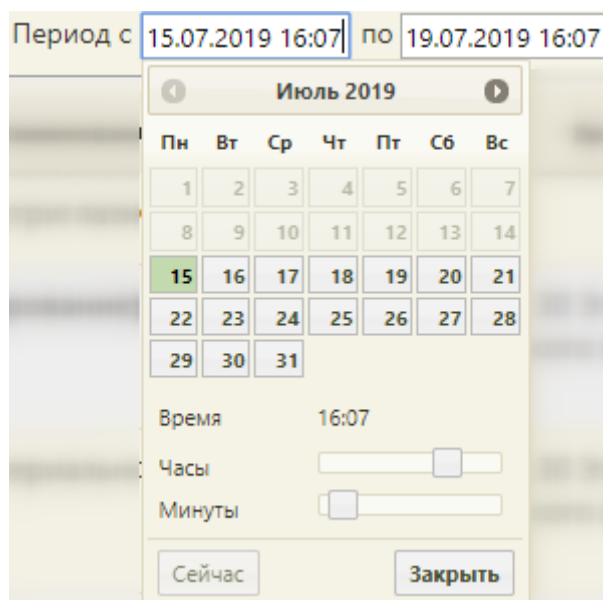 Период с 15.07.2019 16:07 по 19.07.2019 16:07
Июль 2019
Пн Вт Ср Чт Пт Сб Вс
1 2 3 4 5 6 7
8 9 10 11 12 13 14
15 16 17 18 19 20 21
22 23 24 25 26 27 28
29 30 31
Время 16:07
Часы
Минуты
Сейчас Закрыть